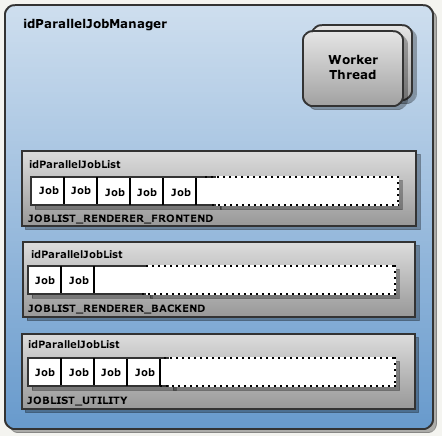 idParallelJobManager
Worker
Thread
idParallelJobList
Job Job Job Job Job
JOBLIST_RENDERER_FRONTEND
idParallelJobList
Job Job
JOBLIST_RENDERER_BACKEND
idParallelJobList
Job Job Job Job
JOBLIST_UTILITY